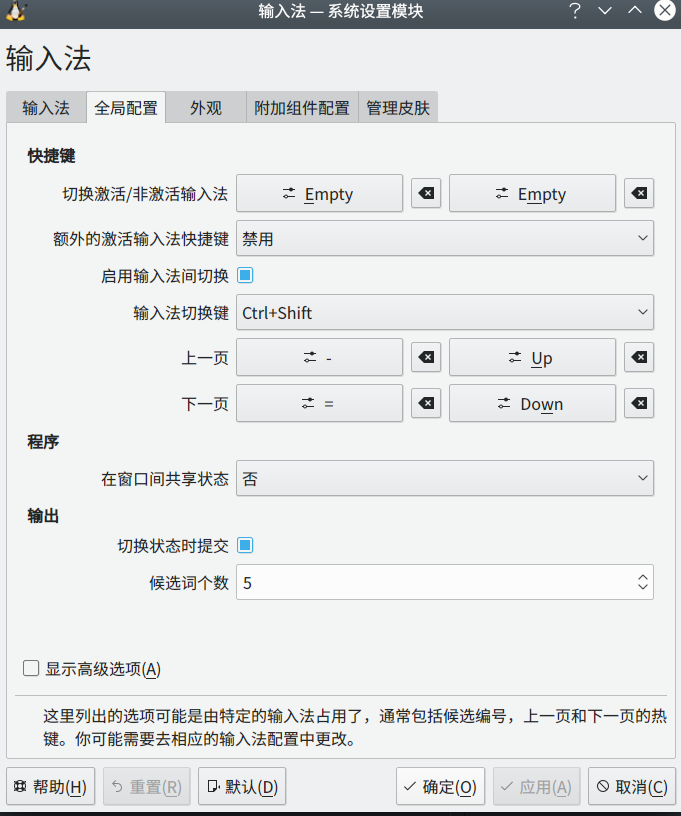 输入法 — 系统设置模块
输入法
输入法 全局配置 外观 附加组件配置 管理皮肤
快捷键
切换激活/非激活输入法 Empty Empty
额外的激活输入法快捷键 禁用
启用输入法间切换
输入法切换键 Ctrl+Shift
上一页 - Up
下一页 = Down
程序
在窗口间共享状态 否
输出
切换状态时提交
候选词个数 5
显示高级选项(A)
这里列出的选项可能是由特定的输入法占用了，通常包括候选编号，上一页和下一页的热
键。你可能需要去相应的输入法配置中更改。
帮助(H) 重置(R) 默认(D) 确定(O) 应用(A) 取消(C)